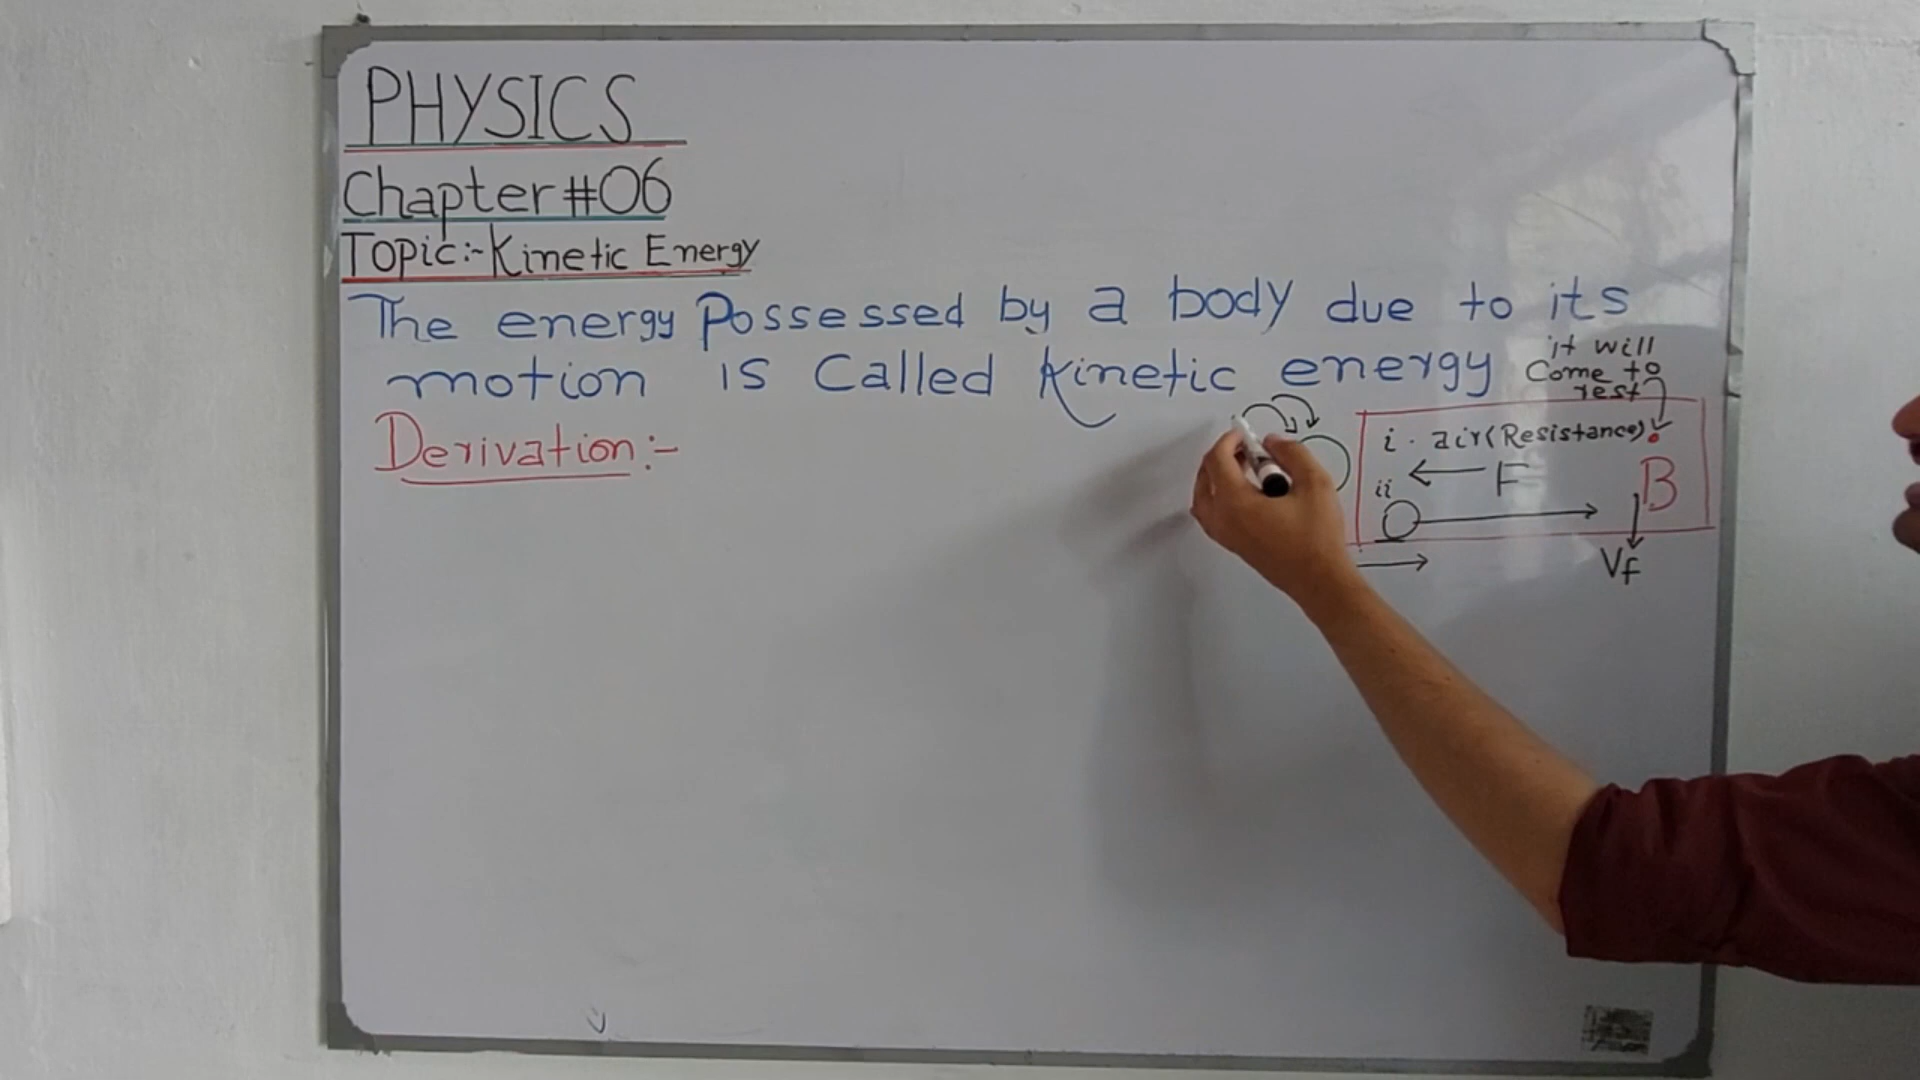 PHYSICS
Chapter #06
Topic:- Kinetic Energy
The energy Possessed by a body due to its
motion is Called kinetic energy
it will
Come to
rest
Derivation:-
i. air (Resistance)
F
B
ii
Vf